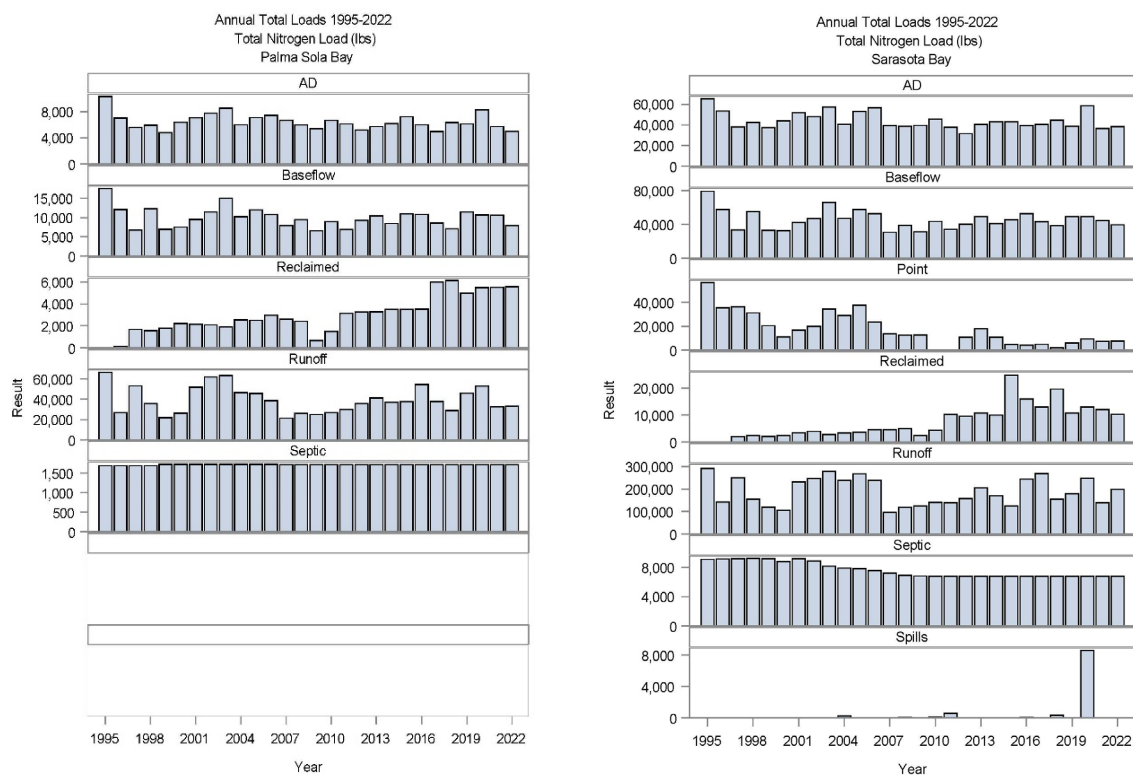 Annual Total Loads 1995-2022
Total Nitrogen Load (lbs)
Palma Sola Bay
AD
8,000
4,000
0
Baseflow
15,000
10,000
5,000
0
Reclaimed
6,000
4,000
2,000
0
Runoff
60,000
40,000
20,000
0
Septic
1,500
1,000
500
0
Result
1995 1998 2001 2004 2007 2010 2013 2016 2019 2022
Year
Annual Total Loads 1995-2022
Total Nitrogen Load (lbs)
Sarasota Bay
AD
60,000
40,000
20,000
0
Baseflow
80,000
40,000
0
Point
40,000
20,000
0
Reclaimed
20,000
10,000
0
Runoff
300,000
200,000
100,000
0
Septic
8,000
4,000
0
Spills
8,000
4,000
0
Result
1995 1998 2001 2004 2007 2010 2013 2016 2019 2022
Year